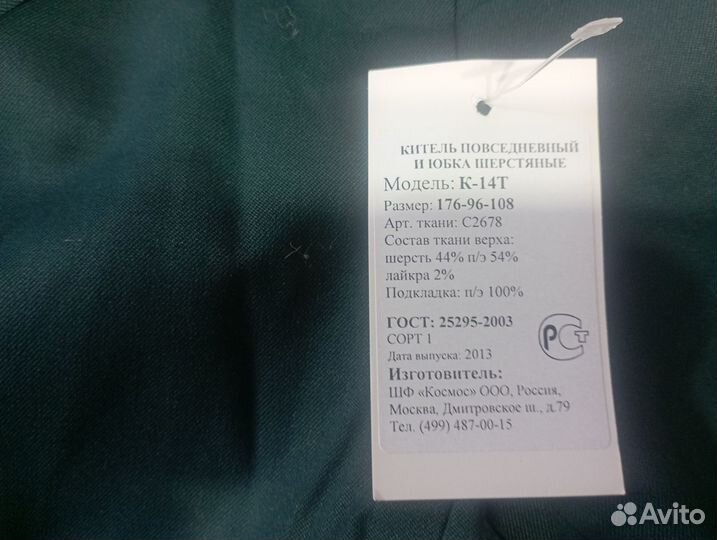 КИТЕЛЬ ПОВСЕДНЕВНЫЙ
И ЮБКА ШЕРСТЯНЫЕ
Модель: К-14Т
Размер: 176-96-108
Арт. ткани: С2678
Состав ткани верха:
шерсть 44% п/э 54%
лайкра 2%
Подкладка: п/э 100%
ГОСТ: 25295-2003
СОРТ 1
Дата выпуска: 2013
РСТ
Изготовитель:
ШФ «Космос» ООО, Россия,
Москва, Дмитровское ш., д.79
Тел. (499) 487-00-15
Avito